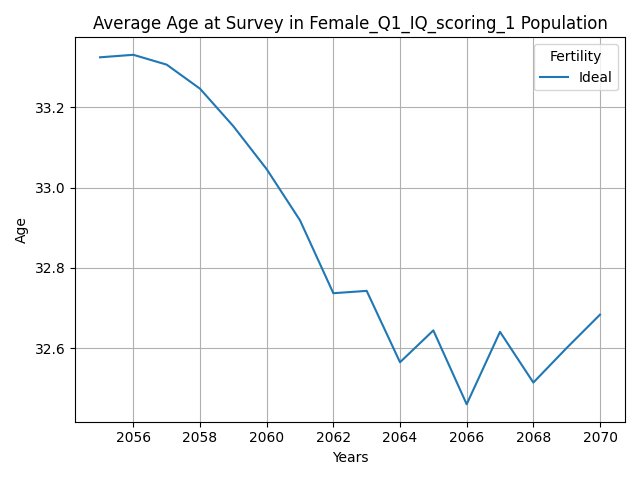 Average Age at Survey in Female_Q1_IQ_scoring_1 Population
Fertility
Ideal
33.2
33.0
32.8
32.6
Age
2056 2058 2060 2062 2064 2066 2068 2070
Years